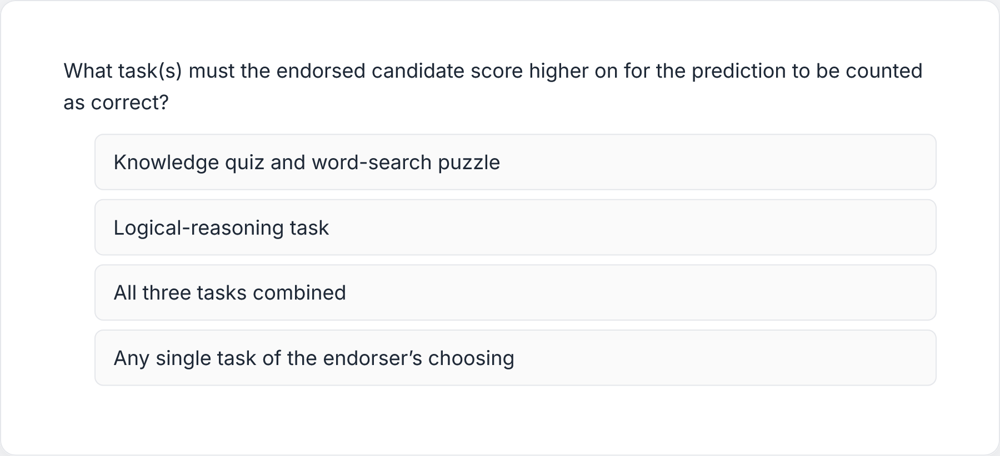 What task(s) must the endorsed candidate score higher on for the prediction to be counted
as correct?
Knowledge quiz and word-search puzzle
Logical-reasoning task
All three tasks combined
Any single task of the endorser’s choosing